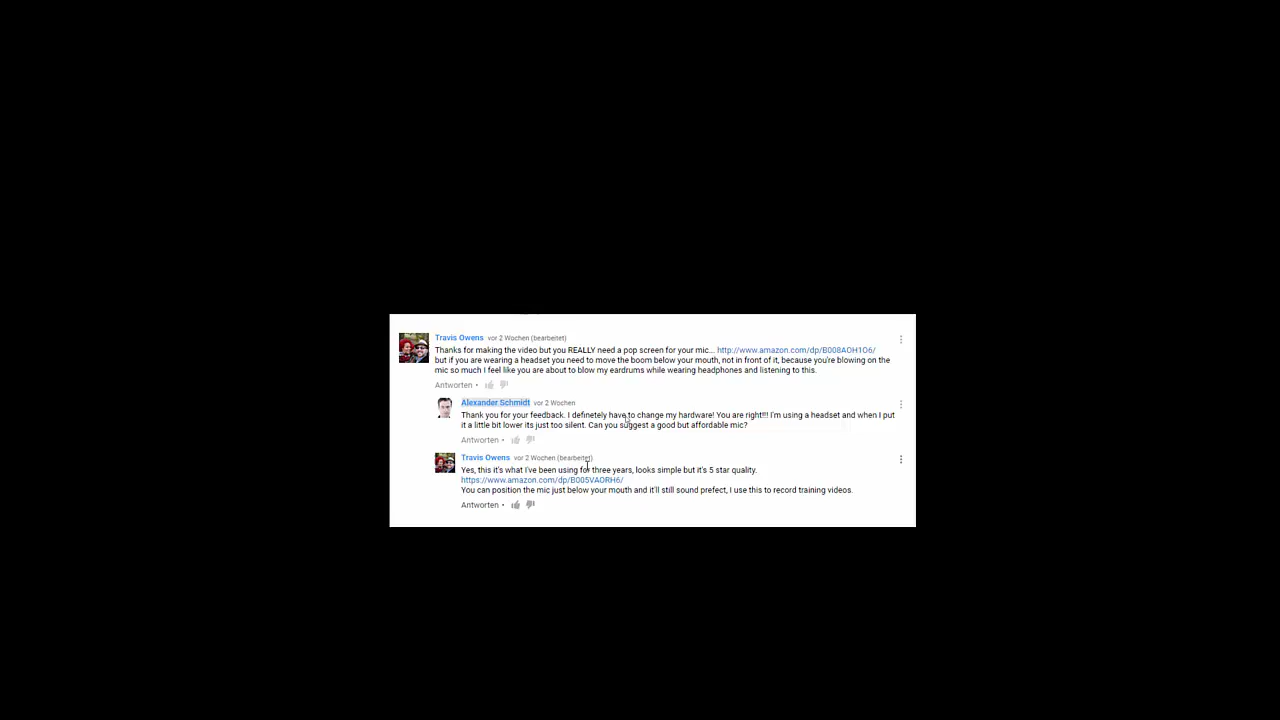 Travis Owens vor 2 Wochen (bearbeitet)
Thanks for making the video but you REALLY need a pop screen for your mic... http://www.amazon.com/dp/B008AOH1O6/
but if you are wearing a headset you need to move the boom below your mouth, not in front of it, because you're blowing on the
mic so much I feel like you are about to blow my eardrums while wearing headphones and listening to this.
Antworten •
Alexander Schmidt vor 2 Wochen
Thank you for your feedback. I definetely have to change my hardware! You are right!!! I'm using a headset and when I put
it a little bit lower its just too silent. Can you suggest a good but affordable mic?
Antworten •
Travis Owens vor 2 Wochen (bearbeitet)
Yes, this it's what I've been using for three years, looks simple but it's 5 star quality.
https://www.amazon.com/dp/B005VAORH6/
You can position the mic just below your mouth and it'll still sound prefect, I use this to record training videos.
Antworten •